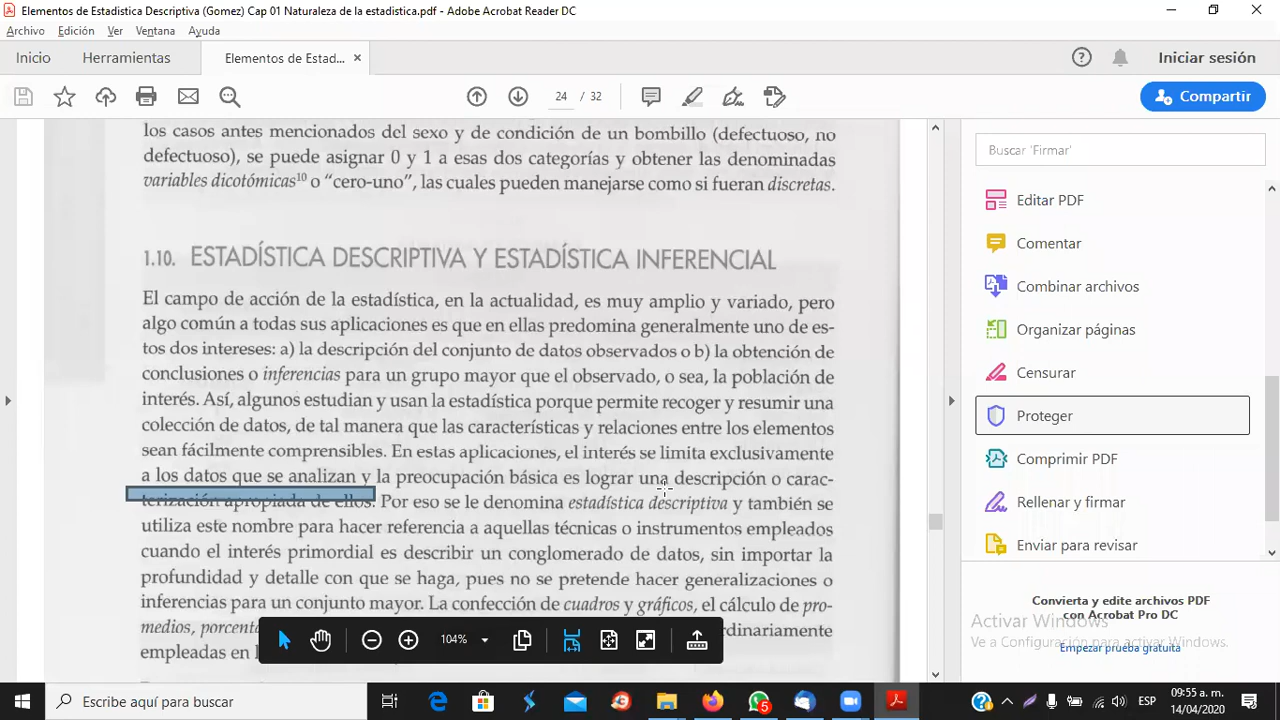 Elementos de Estadística Descriptiva (Gomez) Cap 01 Naturaleza de la estadistica.pdf - Adobe Acrobat Reader DC
Archivo Edición Ver Ventana Ayuda
Inicio Herramientas Elementos de Estad... × Iniciar sesión
24 / 32 Compartir
los casos antes mencionados del sexo y de condición de un bombillo (defectuoso, no
defectuoso), se puede asignar 0 y 1 a esas dos categorías y obtener las denominadas
variables dicotómicas¹⁰ o “cero-uno”, las cuales pueden manejarse como si fueran discretas.
1.10. ESTADÍSTICA DESCRIPTIVA Y ESTADÍSTICA INFERENCIAL
El campo de acción de la estadística, en la actualidad, es muy amplio y variado, pero
algo común a todas sus aplicaciones es que en ellas predomina generalmente uno de es-
tos dos intereses: a) la descripción del conjunto de datos observados o b) la obtención de
conclusiones o inferencias para un grupo mayor que el observado, o sea, la población de
interés. Así, algunos estudian y usan la estadística porque permite recoger y resumir una
colección de datos, de tal manera que las características y relaciones entre los elementos
sean fácilmente comprensibles. En estas aplicaciones, el interés se limita exclusivamente
a los datos que se analizan y la preocupación básica es lograr una descripción o carac-
terización apropiada de ellos. Por eso se le denomina estadística descriptiva y también se
utiliza este nombre para hacer referencia a aquellas técnicas o instrumentos empleados
cuando el interés primordial es describir un conglomerado de datos, sin importar la
profundidad y detalle con que se haga, pues no se pretende hacer generalizaciones o
inferencias para un conjunto mayor. La confección de cuadros y gráficos, el cálculo de pro-
medios, rdinariamente
empleadas en
104%
Buscar 'Firmar'
Editar PDF
Comentar
Combinar archivos
Organizar páginas
Censurar
Proteger
Comprimir PDF
Rellenar y firmar
Enviar para revisar
Convierta y edite archivos PDF
con Acrobat Pro DC
Empezar prueba gratuita
Activar Windows
Ve a Configuración para activar Windows.
Escribe aquí para buscar
5
ESP
09:55 a. m.
14/04/2020